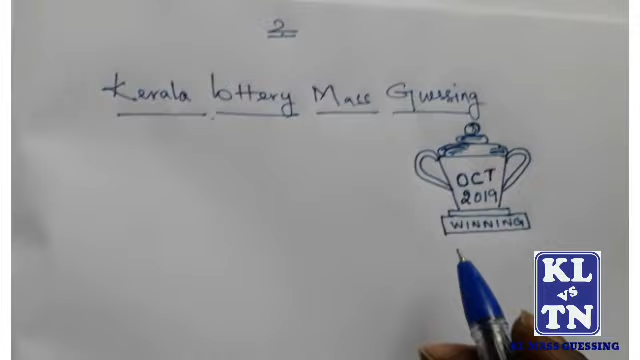 2
Kerala Lottery Mass Guessing
OCT
2019
WINNING
KL
VS
TN
KL MASS GUESSING